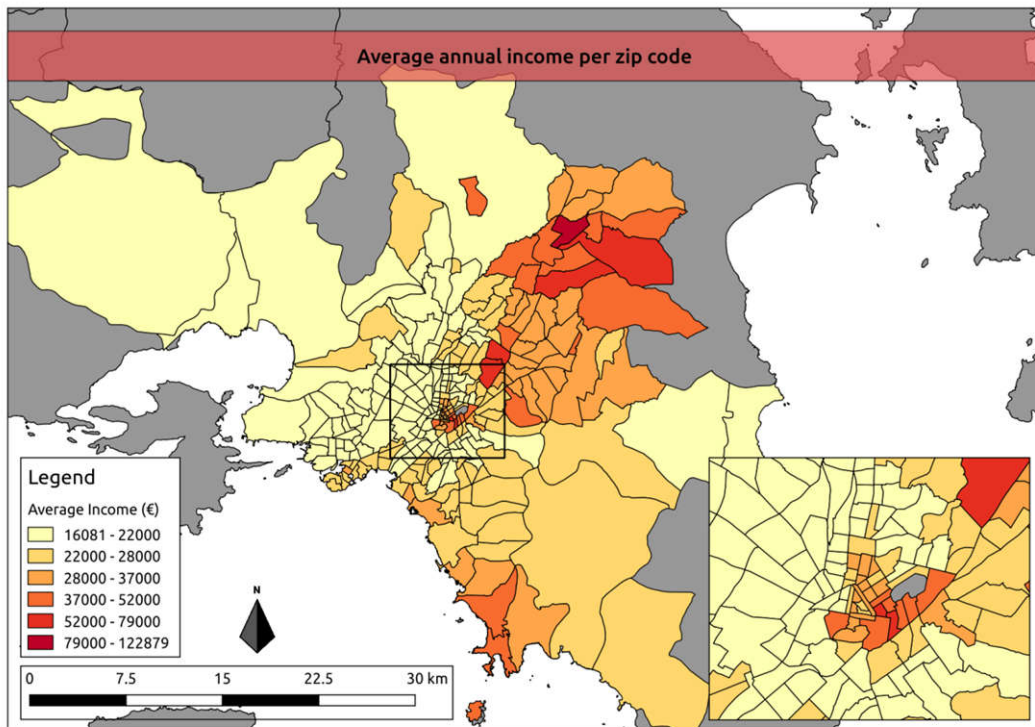 Average annual income per zip code
Legend
Average Income (€)
16081 - 22000
22000 - 28000
28000 - 37000
37000 - 52000
52000 - 79000
79000 - 122879
N
0 7.5 15 22.5 30 km